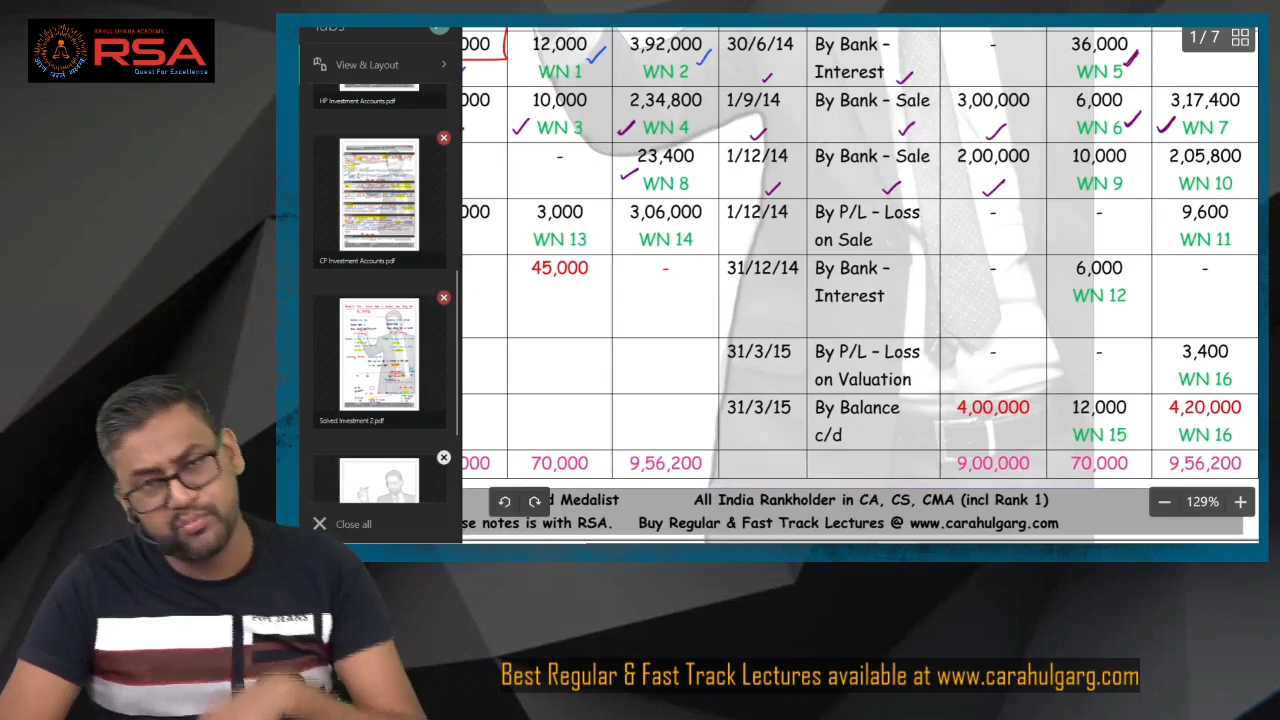 RAHUL SHIKHA ACADEMY
RSA
Quest For Excellence
Tabs
View & Layout
HP Investment Accounts.pdf
CP Investment Accounts.pdf
Solved Investment 2.pdf
Close all
1 / 7
000 12,000 3,92,000 30/6/14 By Bank – - 36,000
WN 1 WN 2 Interest WN 5
000 10,000 2,34,800 1/9/14 By Bank – Sale 3,00,000 6,000 3,17,400
WN 3 WN 4 WN 6 WN 7
- 23,400 1/12/14 By Bank – Sale 2,00,000 10,000 2,05,800
WN 8 WN 9 WN 10
000 3,000 3,06,000 1/12/14 By P/L – Loss - - 9,600
WN 13 WN 14 on Sale WN 11
45,000 - 31/12/14 By Bank – - 6,000 -
Interest WN 12
31/3/15 By P/L – Loss - - 3,400
on Valuation WN 16
31/3/15 By Balance 4,00,000 12,000 4,20,000
c/d WN 15 WN 16
000 70,000 9,56,200 9,00,000 70,000 9,56,200
d Medalist All India Rankholder in CA, CS, CMA (incl Rank 1)
129%
se notes is with RSA. Buy Regular & Fast Track Lectures @ www.carahulgarg.com
Best Regular & Fast Track Lectures available at www.carahulgarg.com